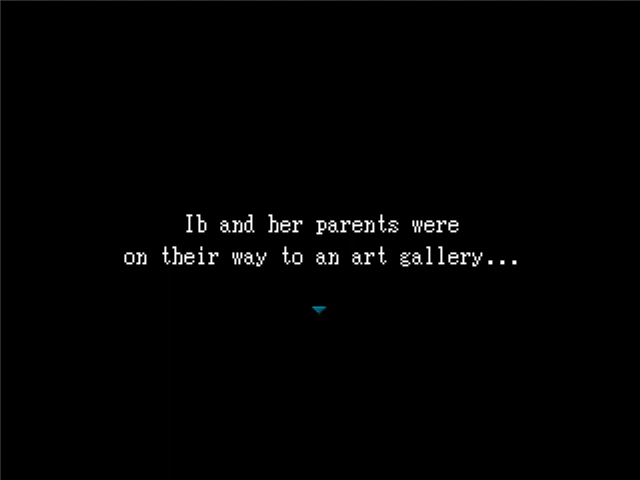 Ib and her parents were
on their way to an art gallery...